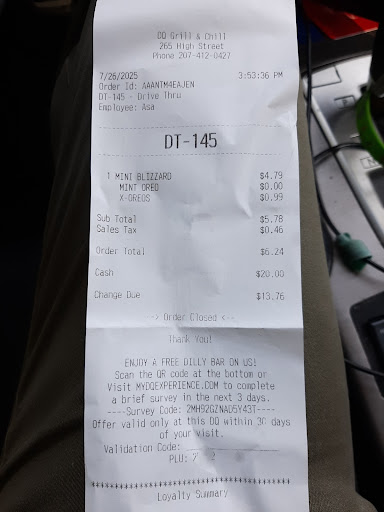 DQ Grill & Chill
265 High Street
Phone 207-412-0427
7/26/2025 3:53:36 PM
Order Id: AAANTM4EAJEN
DT-145 - Drive Thru
Employee: Asa
DT-145
1 MINT BLIZZARD $4.79
MINT OREO $0.00
X-OREOS $0.99
Sub Total $5.78
Sales Tax $0.46
Order Total $6.24
Cash $20.00
Change Due $13.76
--> Order Closed <--
Thank You!
ENJOY A FREE DILLY BAR ON US!
Scan the QR code at the bottom or
Visit MYDQEXPERIENCE.COM to complete
a brief survey in the next 3 days.
----Survey Code: 2MH92GZNAD5Y43T----
Offer valid only at this DQ within 30 days
of your visit.
Validation Code:
PLU:
Loyalty Summary